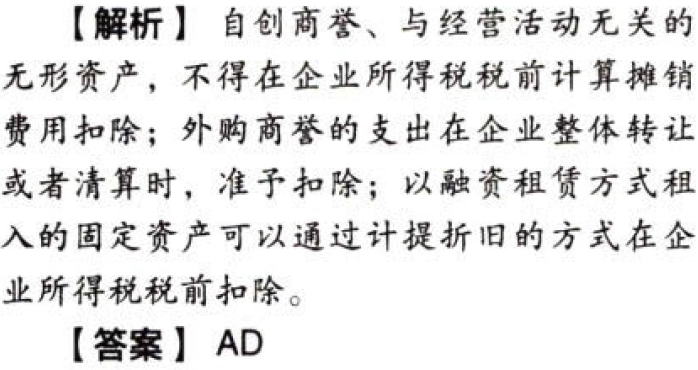 【解析】 自创商誉、与经营活动无关的
无形资产，不得在企业所得税税前计算摊销
费用扣除；外购商誉的支出在企业整体转让
或者清算时，准予扣除；以融资租赁方式租
入的固定资产可以通过计提折旧的方式在企
业所得税税前扣除。
【答案】 AD